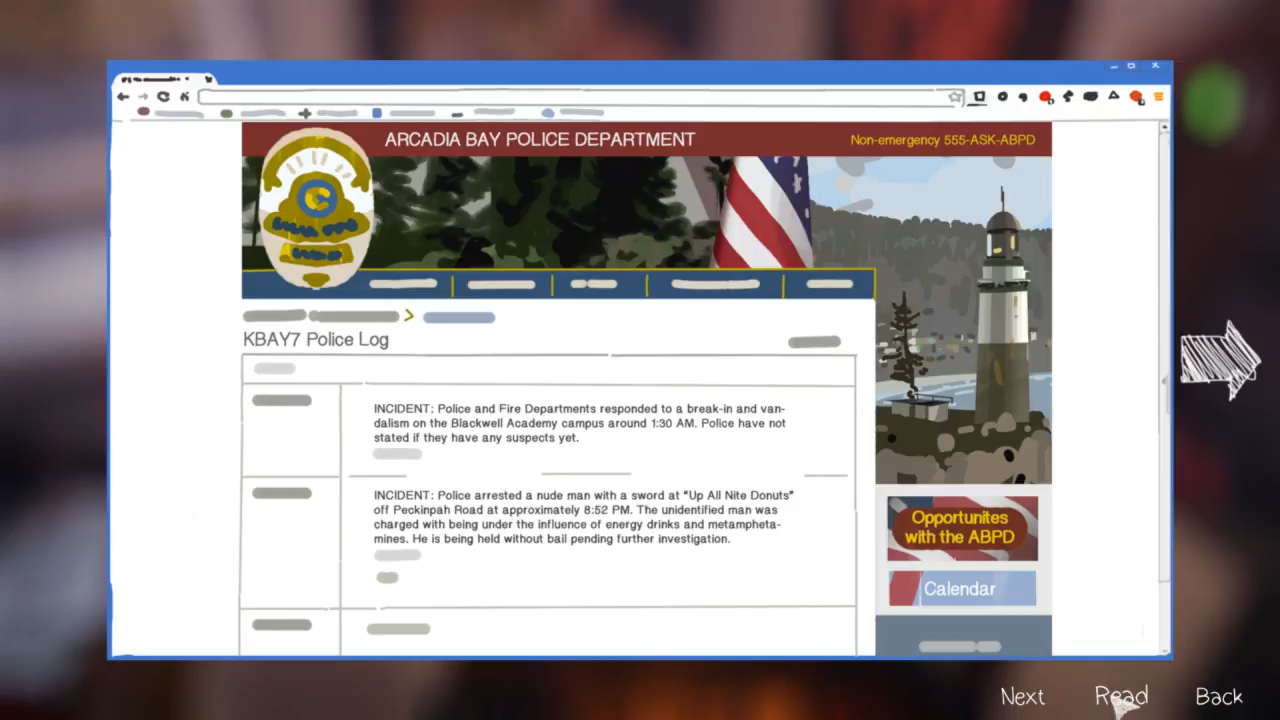 ARCADIA BAY POLICE DEPARTMENT
Non-emergency 555-ASK-ABPD
KBAY7 Police Log
INCIDENT: Police and Fire Departments responded to a break-in and van-
dalism on the Blackwell Academy campus around 1:30 AM. Police have not
stated if they have any suspects yet.
INCIDENT: Police arrested a nude man with a sword at "Up All Nite Donuts"
off Peckinpah Road at approximately 8:52 PM. The unidentified man was
charged with being under the influence of energy drinks and metampheta-
mines. He is being held without bail pending further investigation.
Opportunites
with the ABPD
Calendar
Next
Read
Back